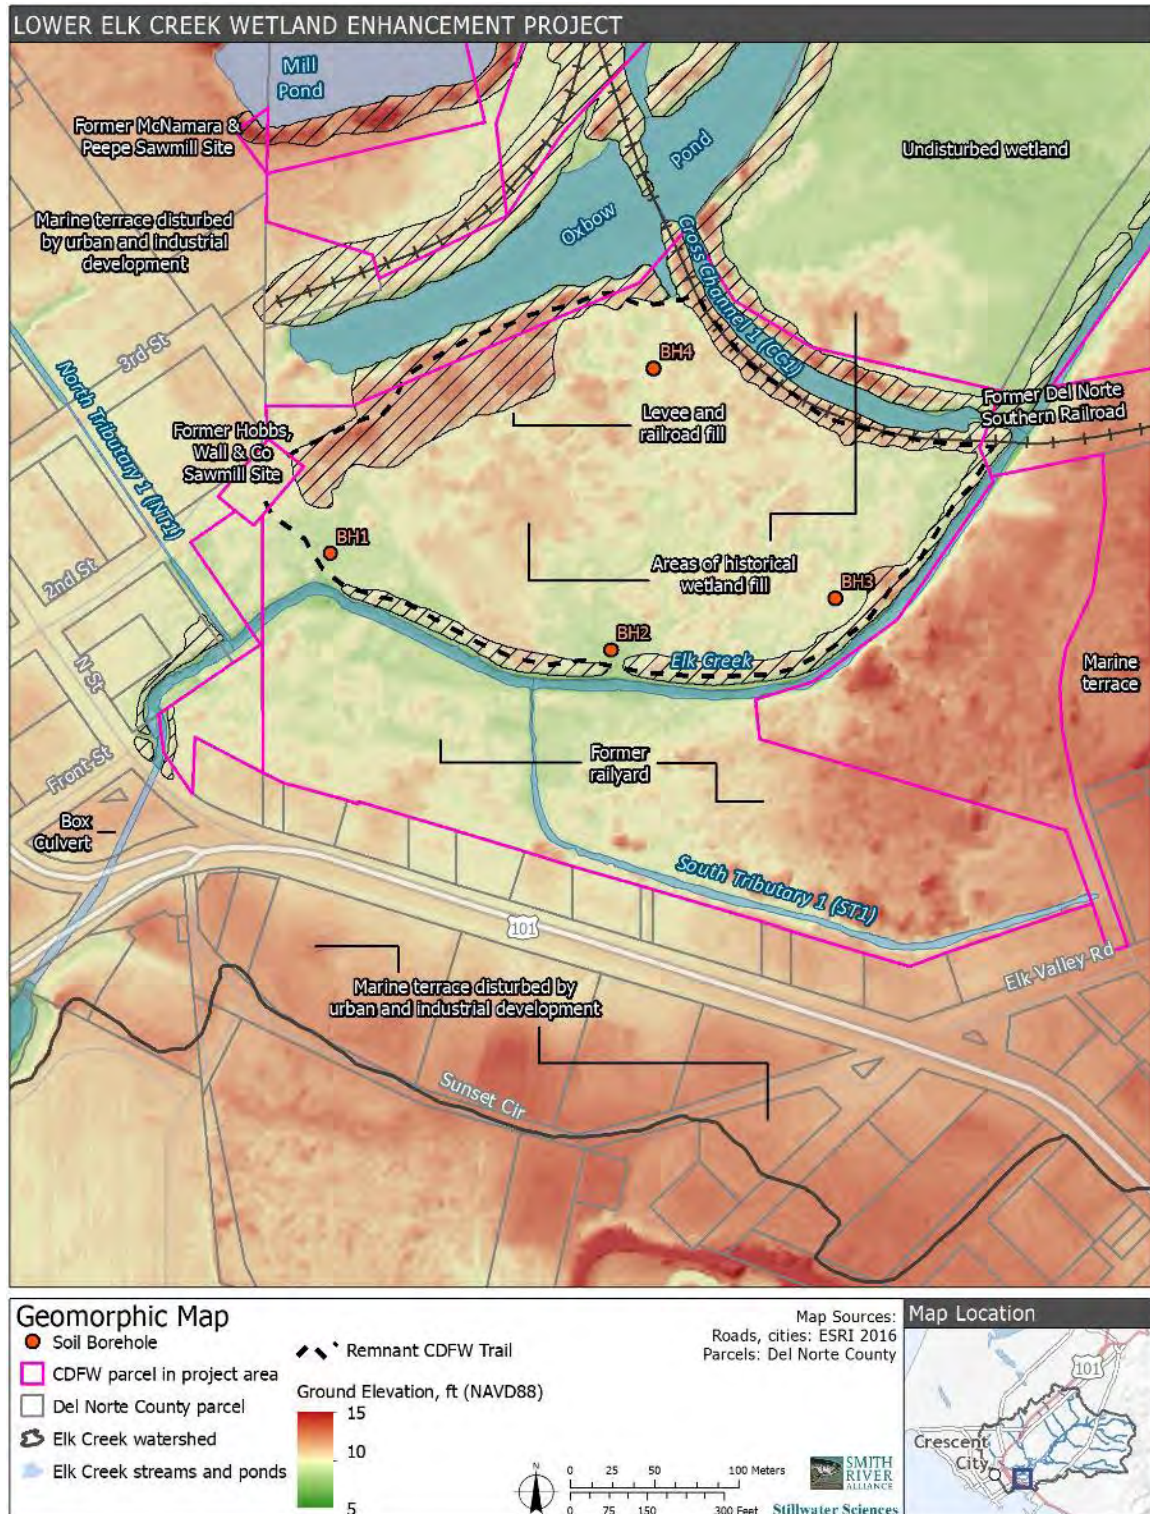 LOWER ELK CREEK WETLAND ENHANCEMENT PROJECT
Mill
Pond
Former McNamara &
Peepe Sawmill Site
Pond
Undisturbed wetland
Oxbow
Marine terrace disturbed
by urban and industrial
development
Cross Channel 1 (CC1)
3rd St
North Tributary 1 (NT1)
BH4
Former Del Norte
Southern Railroad
Levee and
railroad fill
Former Hobbs,
Wall & Co
Sawmill Site
BH1
2nd St
Areas of historical
wetland fill
BH3
BH2
Elk Creek
N St
Marine
terrace
Front St
Former
railyard
Box
Culvert
South Tributary 1 (ST1)
101
Elk Valley Rd
Marine terrace disturbed by
urban and industrial development
Sunset Cir
Geomorphic Map
Soil Borehole
CDFW parcel in project area
Del Norte County parcel
Elk Creek watershed
Elk Creek streams and ponds
Remnant CDFW Trail
Ground Elevation, ft (NAVD88)
15
10
5
Map Sources:
Roads, cities: ESRI 2016
Parcels: Del Norte County
N
0 25 50 100 Meters
0 75 150 300 Feet
SMITH
RIVER
ALLIANCE
Stillwater Sciences
Map Location
101
Crescent
City